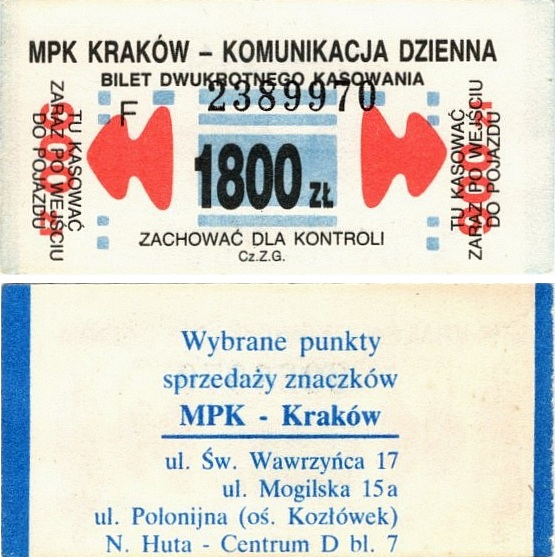 MPK KRAKÓW – KOMUNIKACJA DZIENNA
BILET DWUKROTNEGO KASOWANIA
F 2389970
TU KASOWAĆ
ZARAZ PO WEJŚCIU
DO POJAZDU
1800 ZŁ
TU KASOWAĆ
ZARAZ PO WEJŚCIU
DO POJAZDU
ZACHOWAĆ DLA KONTROLI
Cz.Z.G.
Wybrane punkty
sprzedaży znaczków
MPK - Kraków
ul. Św. Wawrzyńca 17
ul. Mogilska 15a
ul. Polonijna (oś. Kozłówek)
N. Huta - Centrum D bl. 7